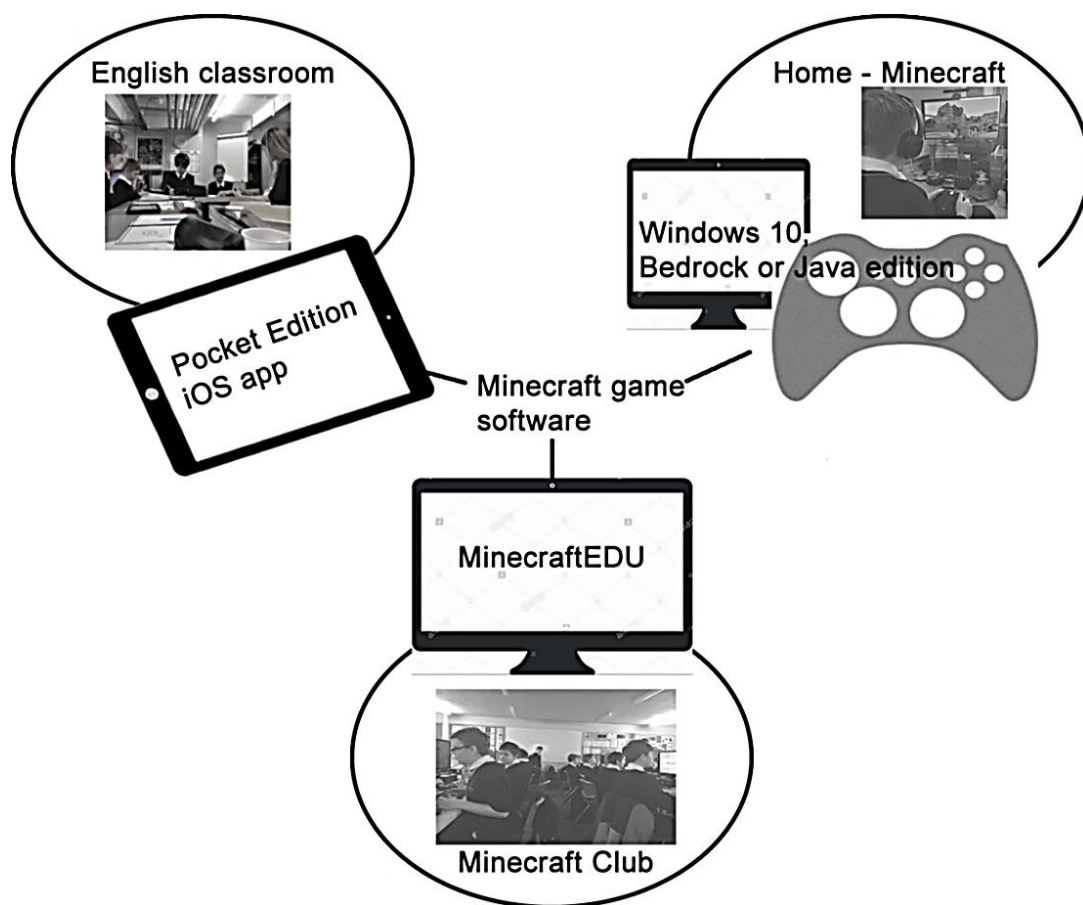 English classroom
Home - Minecraft
Windows 10,
Bedrock or Java edition
Pocket Edition
iOS app
Minecraft game
software
MinecraftEDU
Minecraft Club